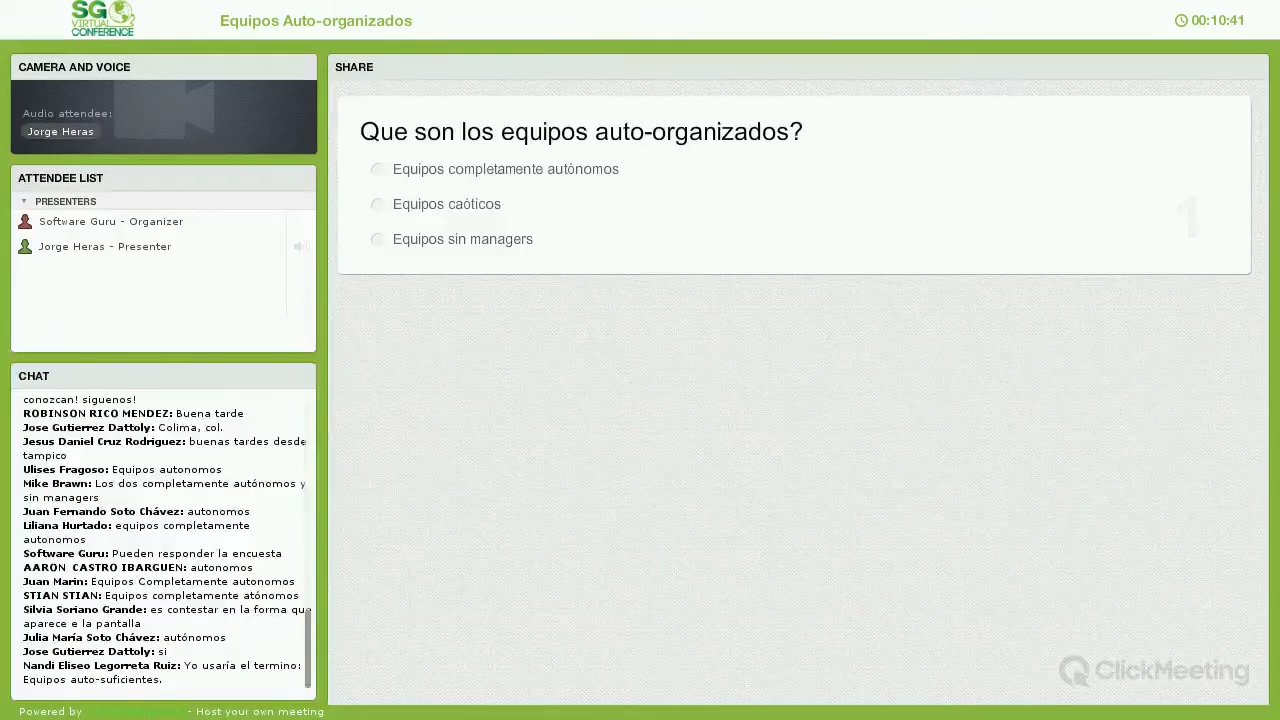 SG
VIRTUAL
CONFERENCE
Equipos Auto-organizados
00:10:41
CAMERA AND VOICE
Audio attendee:
Jorge Heras
ATTENDEE LIST
PRESENTERS
Software Guru - Organizer
Jorge Heras - Presenter
CHAT
conozcan! siguenos!
ROBINSON RICO MENDEZ: Buena tarde
Jose Gutierrez Dattoly: Colima, col.
Jesus Daniel Cruz Rodriguez: buenas tardes desde
tampico
Ulises Fragoso: Equipos autonomos
Mike Brawn: Los dos completamente autónomos y
sin managers
Juan Fernando Soto Chávez: autonomos
Liliana Hurtado: equipos completamente
autonomos
Software Guru: Pueden responder la encuesta
AARON CASTRO IBARGUEN: autonomos
Juan Marin: Equipos Completamente autonomos
STIAN STIAN: Equipos completamente atónomos
Silvia Soriano Grande: es contestar en la forma que
aparece e la pantalla
Julia María Soto Chávez: autónomos
Jose Gutierrez Dattoly: si
Nandi Eliseo Legorreta Ruiz: Yo usaría el termino:
Equipos auto-suficientes.
Powered by - Host your own meeting
SHARE
Que son los equipos auto-organizados?
Equipos completamente autónomos
Equipos caóticos
Equipos sin managers
1
ClickMeeting